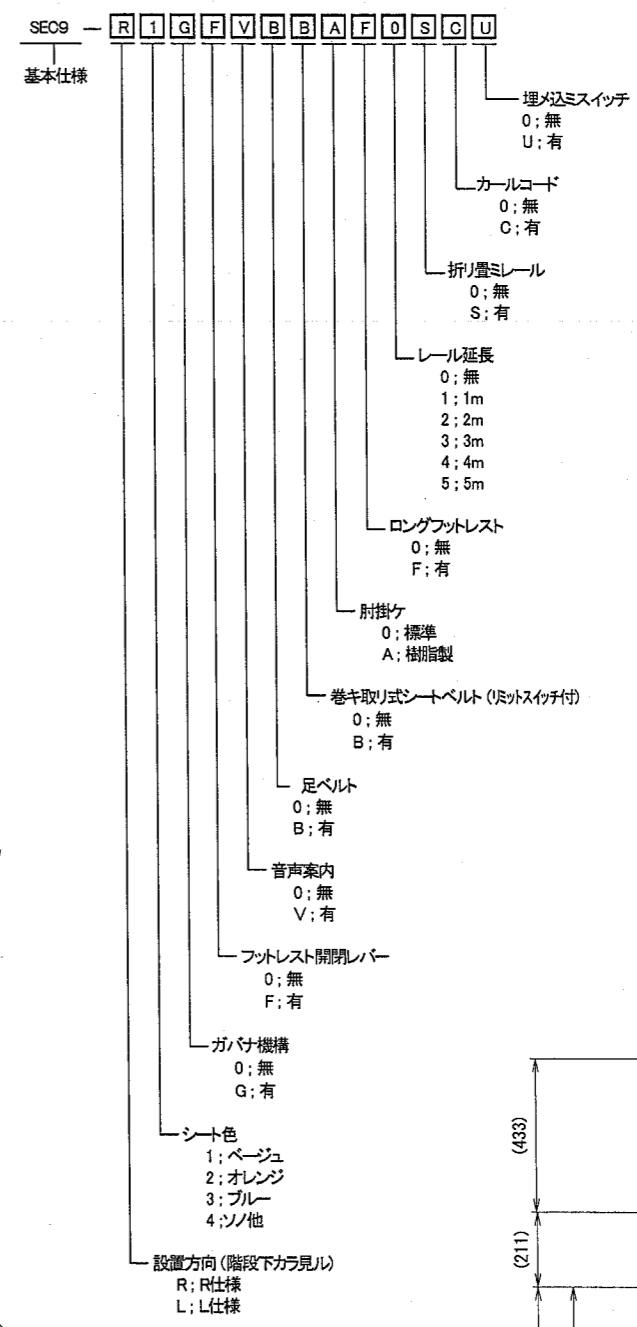 SEC9 - R 1 G F V B B A F 0 S C U
基本仕様
埋メ込ミスイッチ
0;無
U;有
カールコード
0;無
C;有
折リ畳ミレール
0;無
S;有
レール延長
0;無
1;1m
2;2m
3;3m
4;4m
5;5m
ロングフットレスト
0;無
F;有
肘掛ケ
0;標準
A;樹脂製
巻キ取リ式シートベルト(リミットスイッチ付)
0;無
B;有
足ベルト
0;無
B;有
音声案内
0;無
V;有
フットレスト開閉レバー
0;無
F;有
ガバナ機構
0;無
G;有
シート色
1;ベージュ
2;オレンジ
3;ブルー
4;ソノ他
設置方向(階段下カラ見ル)
R;R仕様
L;L仕様
(433)
(211)